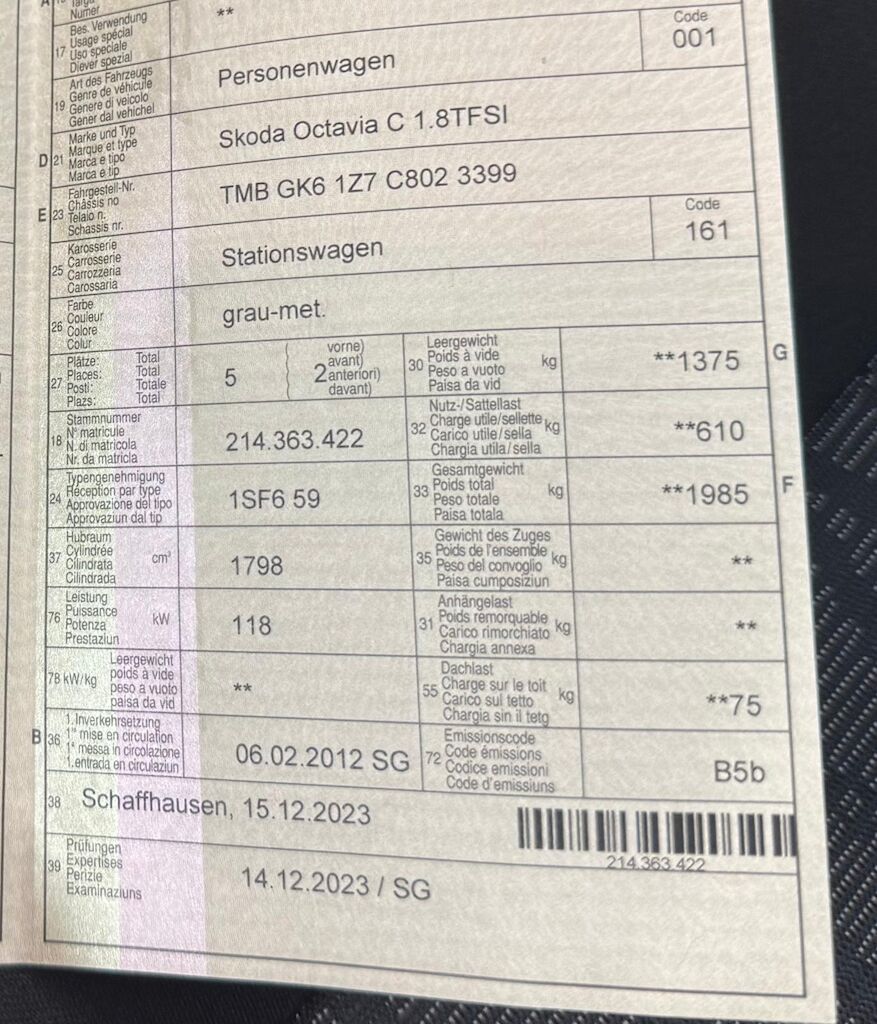 Numer
**
17 Bes. Verwendung
Usage spécial
Uso speciale
Diever spezial
Code
001
19 Art des Fahrzeugs
Genre de véhicule
Genere di veicolo
Gener dal vehichel
Personenwagen
D 21 Marke und Typ
Marque et type
Marca e tipo
Marca e tip
Skoda Octavia C 1.8TFSI
E 23 Fahrgestell-Nr.
Châssis no
Telaio n.
Schassis nr.
TMB GK6 1Z7 C802 3399
25 Karosserie
Carrosserie
Carrozzeria
Carossaria
Stationswagen
Code
161
26 Farbe
Couleur
Colore
Colur
grau-met.
27 Plätze: Total
Places: Total
Posti: Totale
Plazs: Total
5
2
vorne)
avant)
anteriori)
davant)
30 Leergewicht
Poids à vide
Peso a vuoto
Paisa da vid
kg
**1375
G
18 Stammnummer
N° matricule
N. di matricola
Nr. da matricla
214.363.422
32 Nutz-/Sattellast
Charge utile/sellette
Carico utile/sella
Chargia utila/sella
kg
**610
24 Typengenehmigung
Réception par type
Approvazione del tipo
Approvaziun dal tip
1SF6 59
33 Gesamtgewicht
Poids total
Peso totale
Paisa totala
kg
**1985
F
37 Hubraum
Cylindrée
Cilindrata
Cilindrada
cm³
1798
35 Gewicht des Zuges
Poids de l'ensemble
Peso del convoglio
Paisa cumposiziun
kg
**
76 Leistung
Puissance
Potenza
Prestaziun
kW
118
31 Anhängelast
Poids remorquable
Carico rimorchiato
Chargia annexa
kg
**
78 kW/kg
Leergewicht
poids à vide
peso a vuoto
paisa da vid
**
55 Dachlast
Charge sur le toit
Carico sul tetto
Chargia sin il tetg
kg
**75
B 36 1.Inverkehrsetzung
1re mise en circulation
1a messa in circolazione
1.entrada en circulaziun
06.02.2012 SG
72 Emissionscode
Code émissions
Codice emissioni
Code d'emissiuns
B5b
38 Schaffhausen, 15.12.2023
214.363.422
39 Prüfungen
Expertises
Perizie
Examinaziuns
14.12.2023 / SG